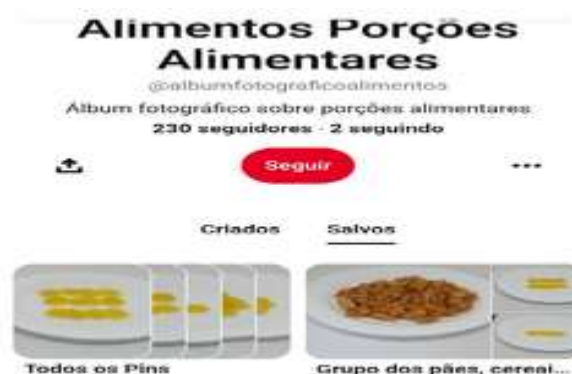 Alimentos Porções
Alimentares
@albumfotograficoalimentos
Álbum fotográfico sobre porções alimentares
230 seguidores · 2 seguindo
Seguir
Criados
Salvos
Todos os Pins
Grupo dos pães, cereai...